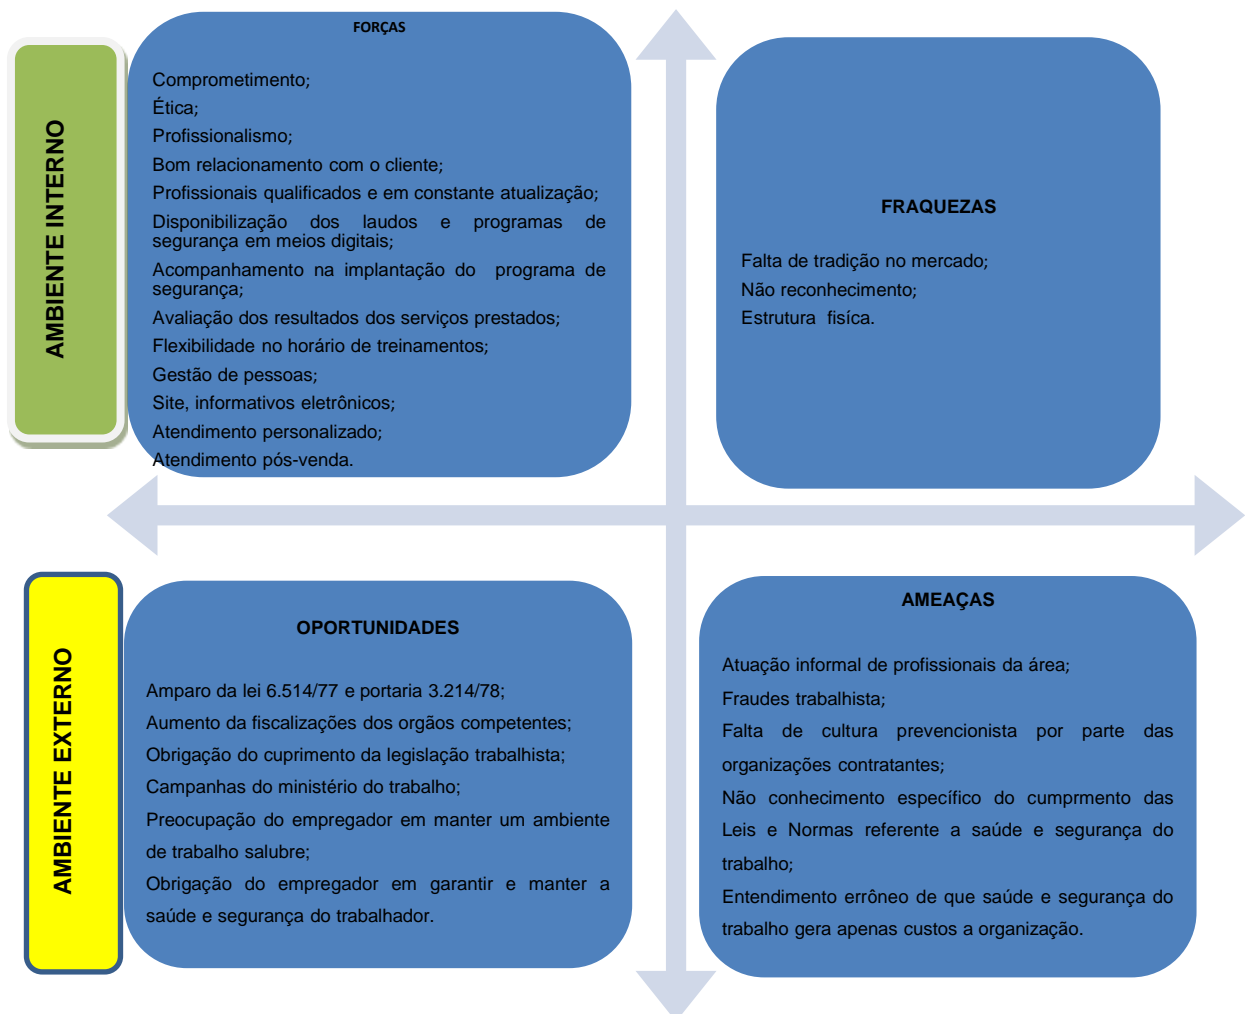 AMBIENTE INTERNO
FORÇAS
Comprometimento;
Ética;
Profissionalismo;
Bom relacionamento com o cliente;
Profissionais qualificados e em constante atualização;
Disponibilização dos laudos e programas de
segurança em meios digitais;
Acompanhamento na implantação do programa de
segurança;
Avaliação dos resultados dos serviços prestados;
Flexibilidade no horário de treinamentos;
Gestão de pessoas;
Site, informativos eletrônicos;
Atendimento personalizado;
Atendimento pós-venda.
FRAQUEZAS
Falta de tradição no mercado;
Não reconhecimento;
Estrutura fisíca.
AMBIENTE EXTERNO
OPORTUNIDADES
Amparo da lei 6.514/77 e portaria 3.214/78;
Aumento da fiscalizações dos orgãos competentes;
Obrigação do cuprimento da legislação trabalhista;
Campanhas do ministério do trabalho;
Preocupação do empregador em manter um ambiente
de trabalho salubre;
Obrigação do empregador em garantir e manter a
saúde e segurança do trabalhador.
AMEAÇAS
Atuação informal de profissionais da área;
Fraudes trabalhista;
Falta de cultura prevencionista por parte das
organizações contratantes;
Não conhecimento específico do cumprmento das
Leis e Normas referente a saúde e segurança do
trabalho;
Entendimento errôneo de que saúde e segurança do
trabalho gera apenas custos a organização.